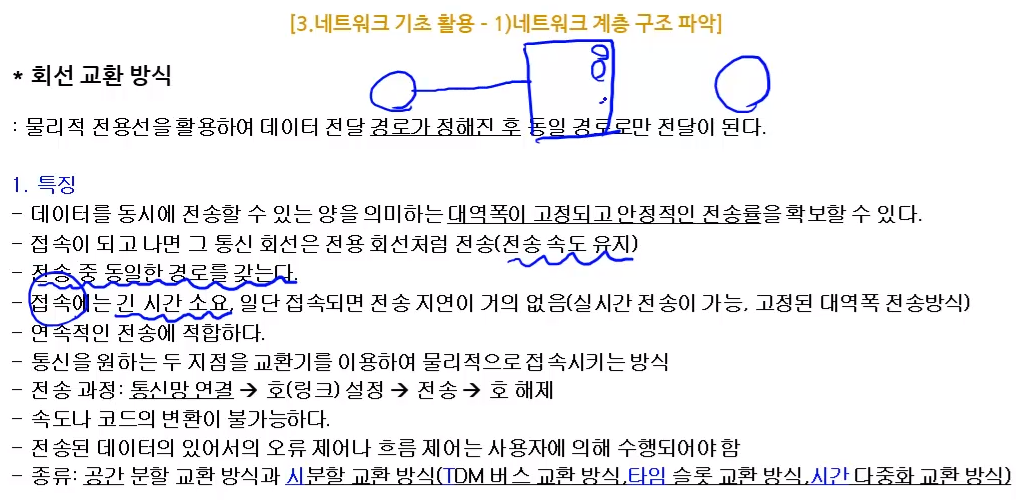 [3.네트워크 기초 활용 - 1)네트워크 계층 구조 파악]
* 회선 교환 방식
: 물리적 전용선을 활용하여 데이터 전달 경로가 정해진 후 동일 경로로만 전달이 된다.
1. 특징
- 데이터를 동시에 전송할 수 있는 양을 의미하는 대역폭이 고정되고 안정적인 전송률을 확보할 수 있다.
- 접속이 되고 나면 그 통신 회선은 전용 회선처럼 전송(전송 속도 유지)
- 전송 중 동일한 경로를 갖는다.
- 접속에는 긴 시간 소요, 일단 접속되면 전송 지연이 거의 없음(실시간 전송이 가능, 고정된 대역폭 전송방식)
- 연속적인 전송에 적합하다.
- 통신을 원하는 두 지점을 교환기를 이용하여 물리적으로 접속시키는 방식
- 전송 과정: 통신망 연결 → 호(링크) 설정 → 전송 → 호 해제
- 속도나 코드의 변환이 불가능하다.
- 전송된 데이터의 있어서의 오류 제어나 흐름 제어는 사용자에 의해 수행되어야 함
- 종류: 공간 분할 교환 방식과 시분할 교환 방식(TDM 버스 교환 방식,타임 슬롯 교환 방식,시간 다중화 교환 방식)